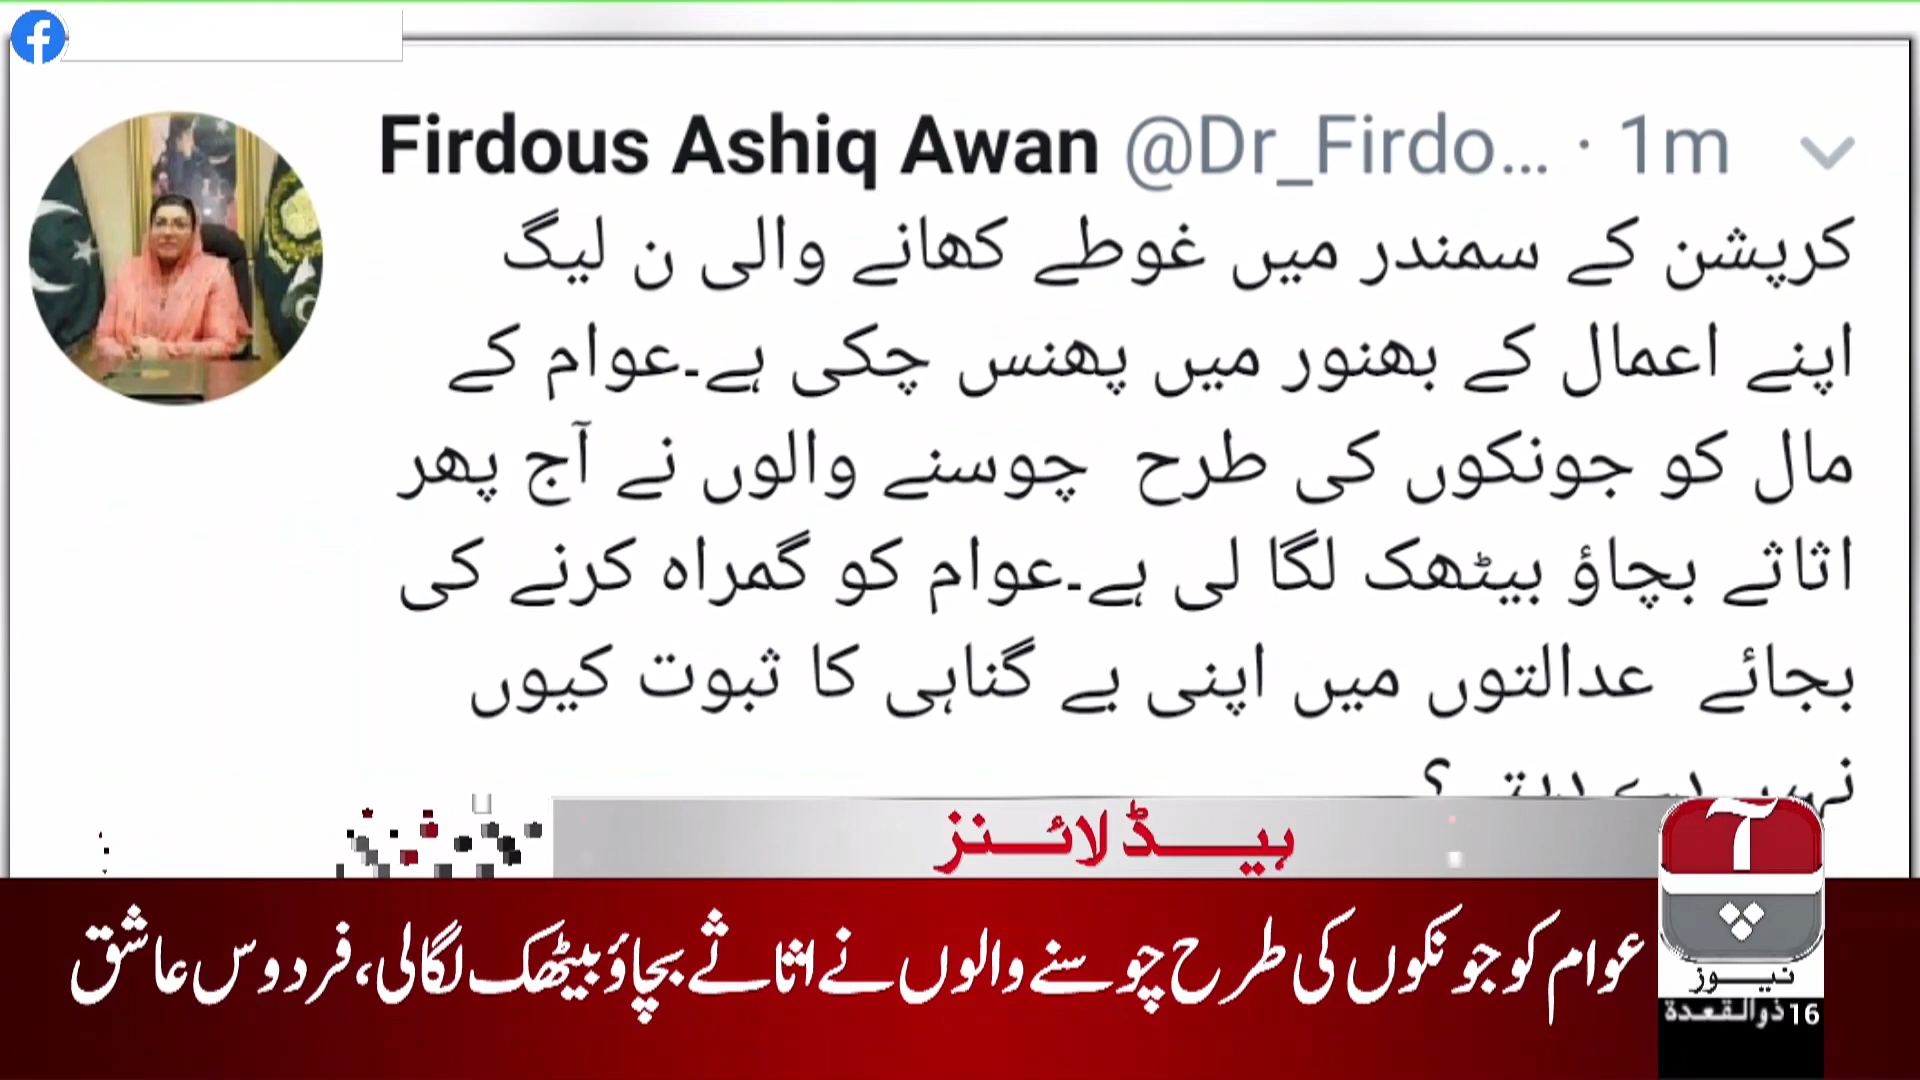 Firdous Ashiq Awan @Dr_Firdo... · 1m
کرپشن کے سمندر میں غوطے کھانے والی ن لیگ
اپنے اعمال کے بھنور میں پھنس چکی ہے۔عوام کے
مال کو جونکوں کی طرح چوسنے والوں نے آج پھر
اثاثے بچاؤ بیٹھک لگا لی ہے۔عوام کو گمراہ کرنے کی
بجائے عدالتوں میں اپنی بے گناہی کا ثبوت کیوں
ہیڈ لائنز
عوام کو جونکوں کی طرح چوسنے والوں نے اثاثے بچاؤ بیٹھک لگالی، فردوس عاشق
آپ
نیوز
16 ذوالقعدة